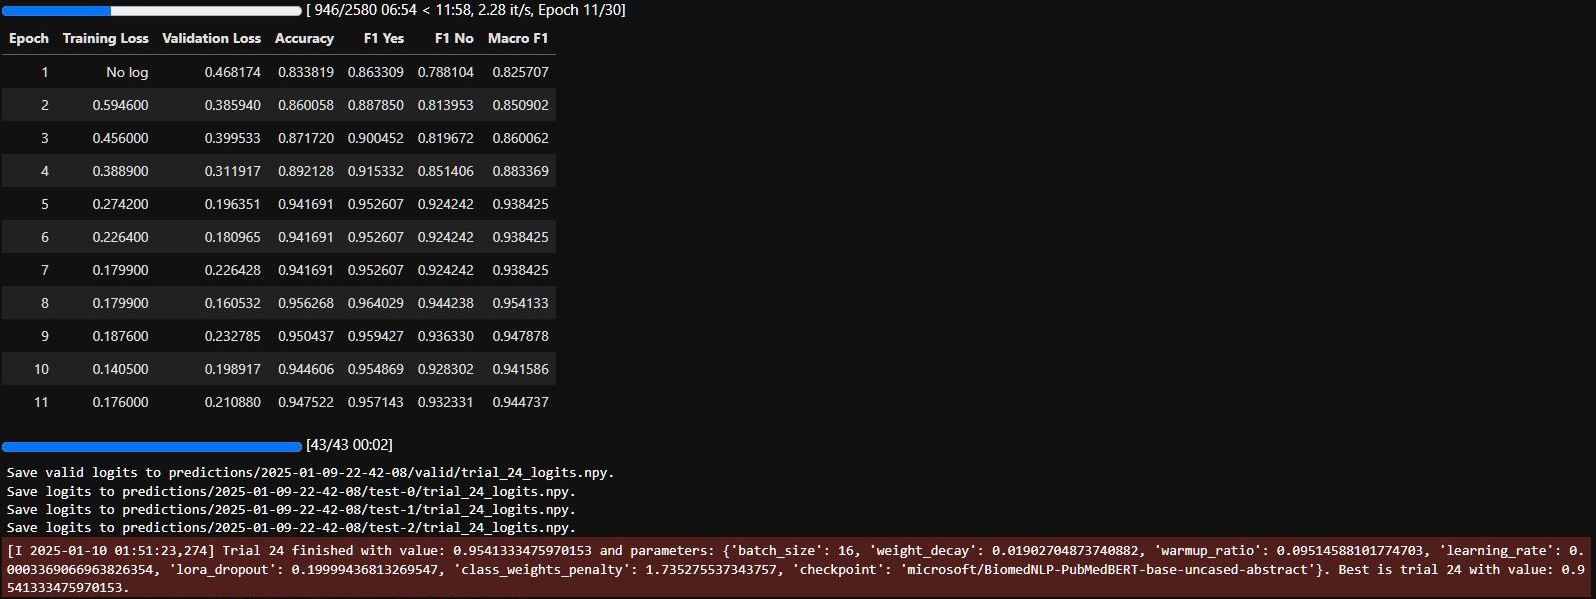 [ 946/2580 06:54 < 11:58, 2.28 it/s, Epoch 11/30]
Epoch Training Loss Validation Loss Accuracy F1 Yes F1 No Macro F1
1 No log 0.468174 0.833819 0.863309 0.788104 0.825707
2 0.594600 0.385940 0.860058 0.887850 0.813953 0.850902
3 0.456000 0.399533 0.871720 0.900452 0.819672 0.860062
4 0.388900 0.311917 0.892128 0.915332 0.851406 0.883369
5 0.274200 0.196351 0.941691 0.952607 0.924242 0.938425
6 0.226400 0.180965 0.941691 0.952607 0.924242 0.938425
7 0.179900 0.226428 0.941691 0.952607 0.924242 0.938425
8 0.179900 0.160532 0.956268 0.964029 0.944238 0.954133
9 0.187600 0.232785 0.950437 0.959427 0.936330 0.947878
10 0.140500 0.198917 0.944606 0.954869 0.928302 0.941586
11 0.176000 0.210880 0.947522 0.957143 0.932331 0.944737
[43/43 00:02]
Save valid logits to predictions/2025-01-09-22-42-08/valid/trial_24_logits.npy.
Save logits to predictions/2025-01-09-22-42-08/test-0/trial_24_logits.npy.
Save logits to predictions/2025-01-09-22-42-08/test-1/trial_24_logits.npy.
Save logits to predictions/2025-01-09-22-42-08/test-2/trial_24_logits.npy.
[I 2025-01-10 01:51:23,274] Trial 24 finished with value: 0.9541333475970153 and parameters: {'batch_size': 16, 'weight_decay': 0.01902704873740882, 'warmup_ratio': 0.09514588101774703, 'learning_rate': 0.
0003369066963826354, 'lora_dropout': 0.19999436813269547, 'class_weights_penalty': 1.735275537343757, 'checkpoint': 'microsoft/BiomedNLP-PubMedBERT-base-uncased-abstract'}. Best is trial 24 with value: 0.9
541333475970153.